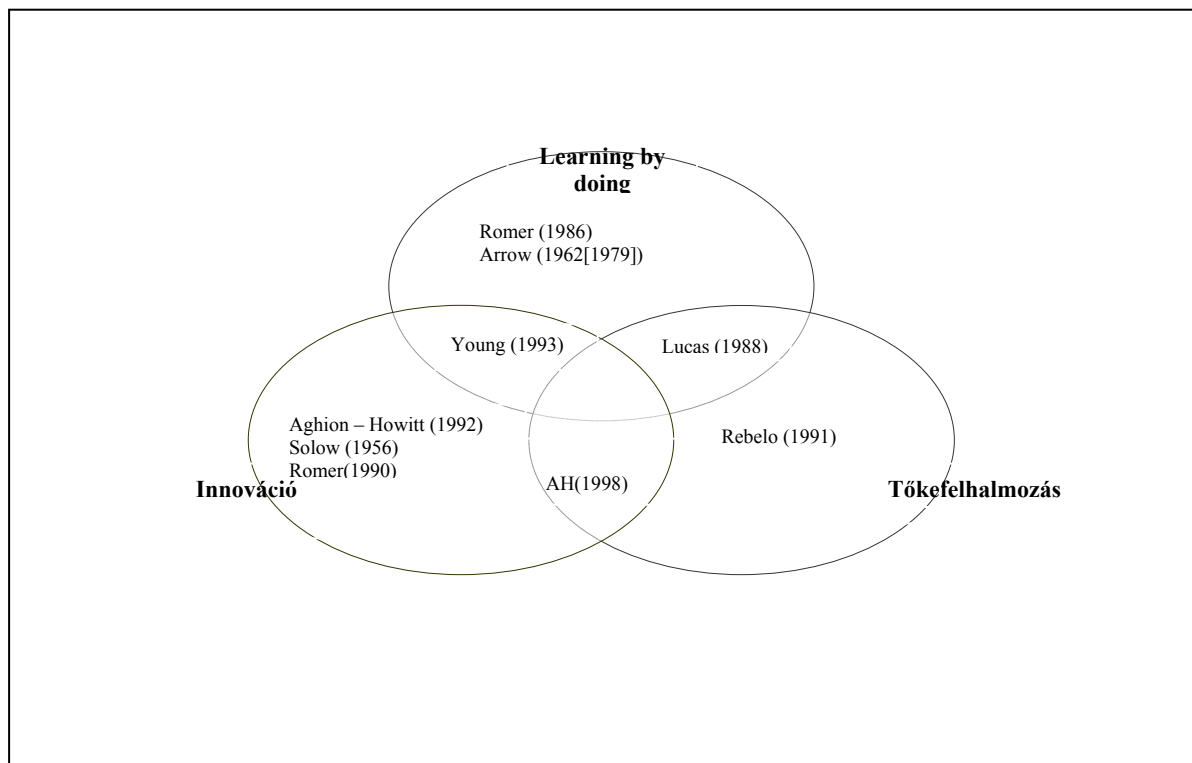 Learning by
doing
Romer (1986)
Arrow (1962[1979])
Young (1993)
Lucas (1988)
Aghion – Howitt (1992)
Solow (1956)
Romer(1990)
Rebelo (1991)
AH(1998)
Innováció
Tőkefelhalmozás